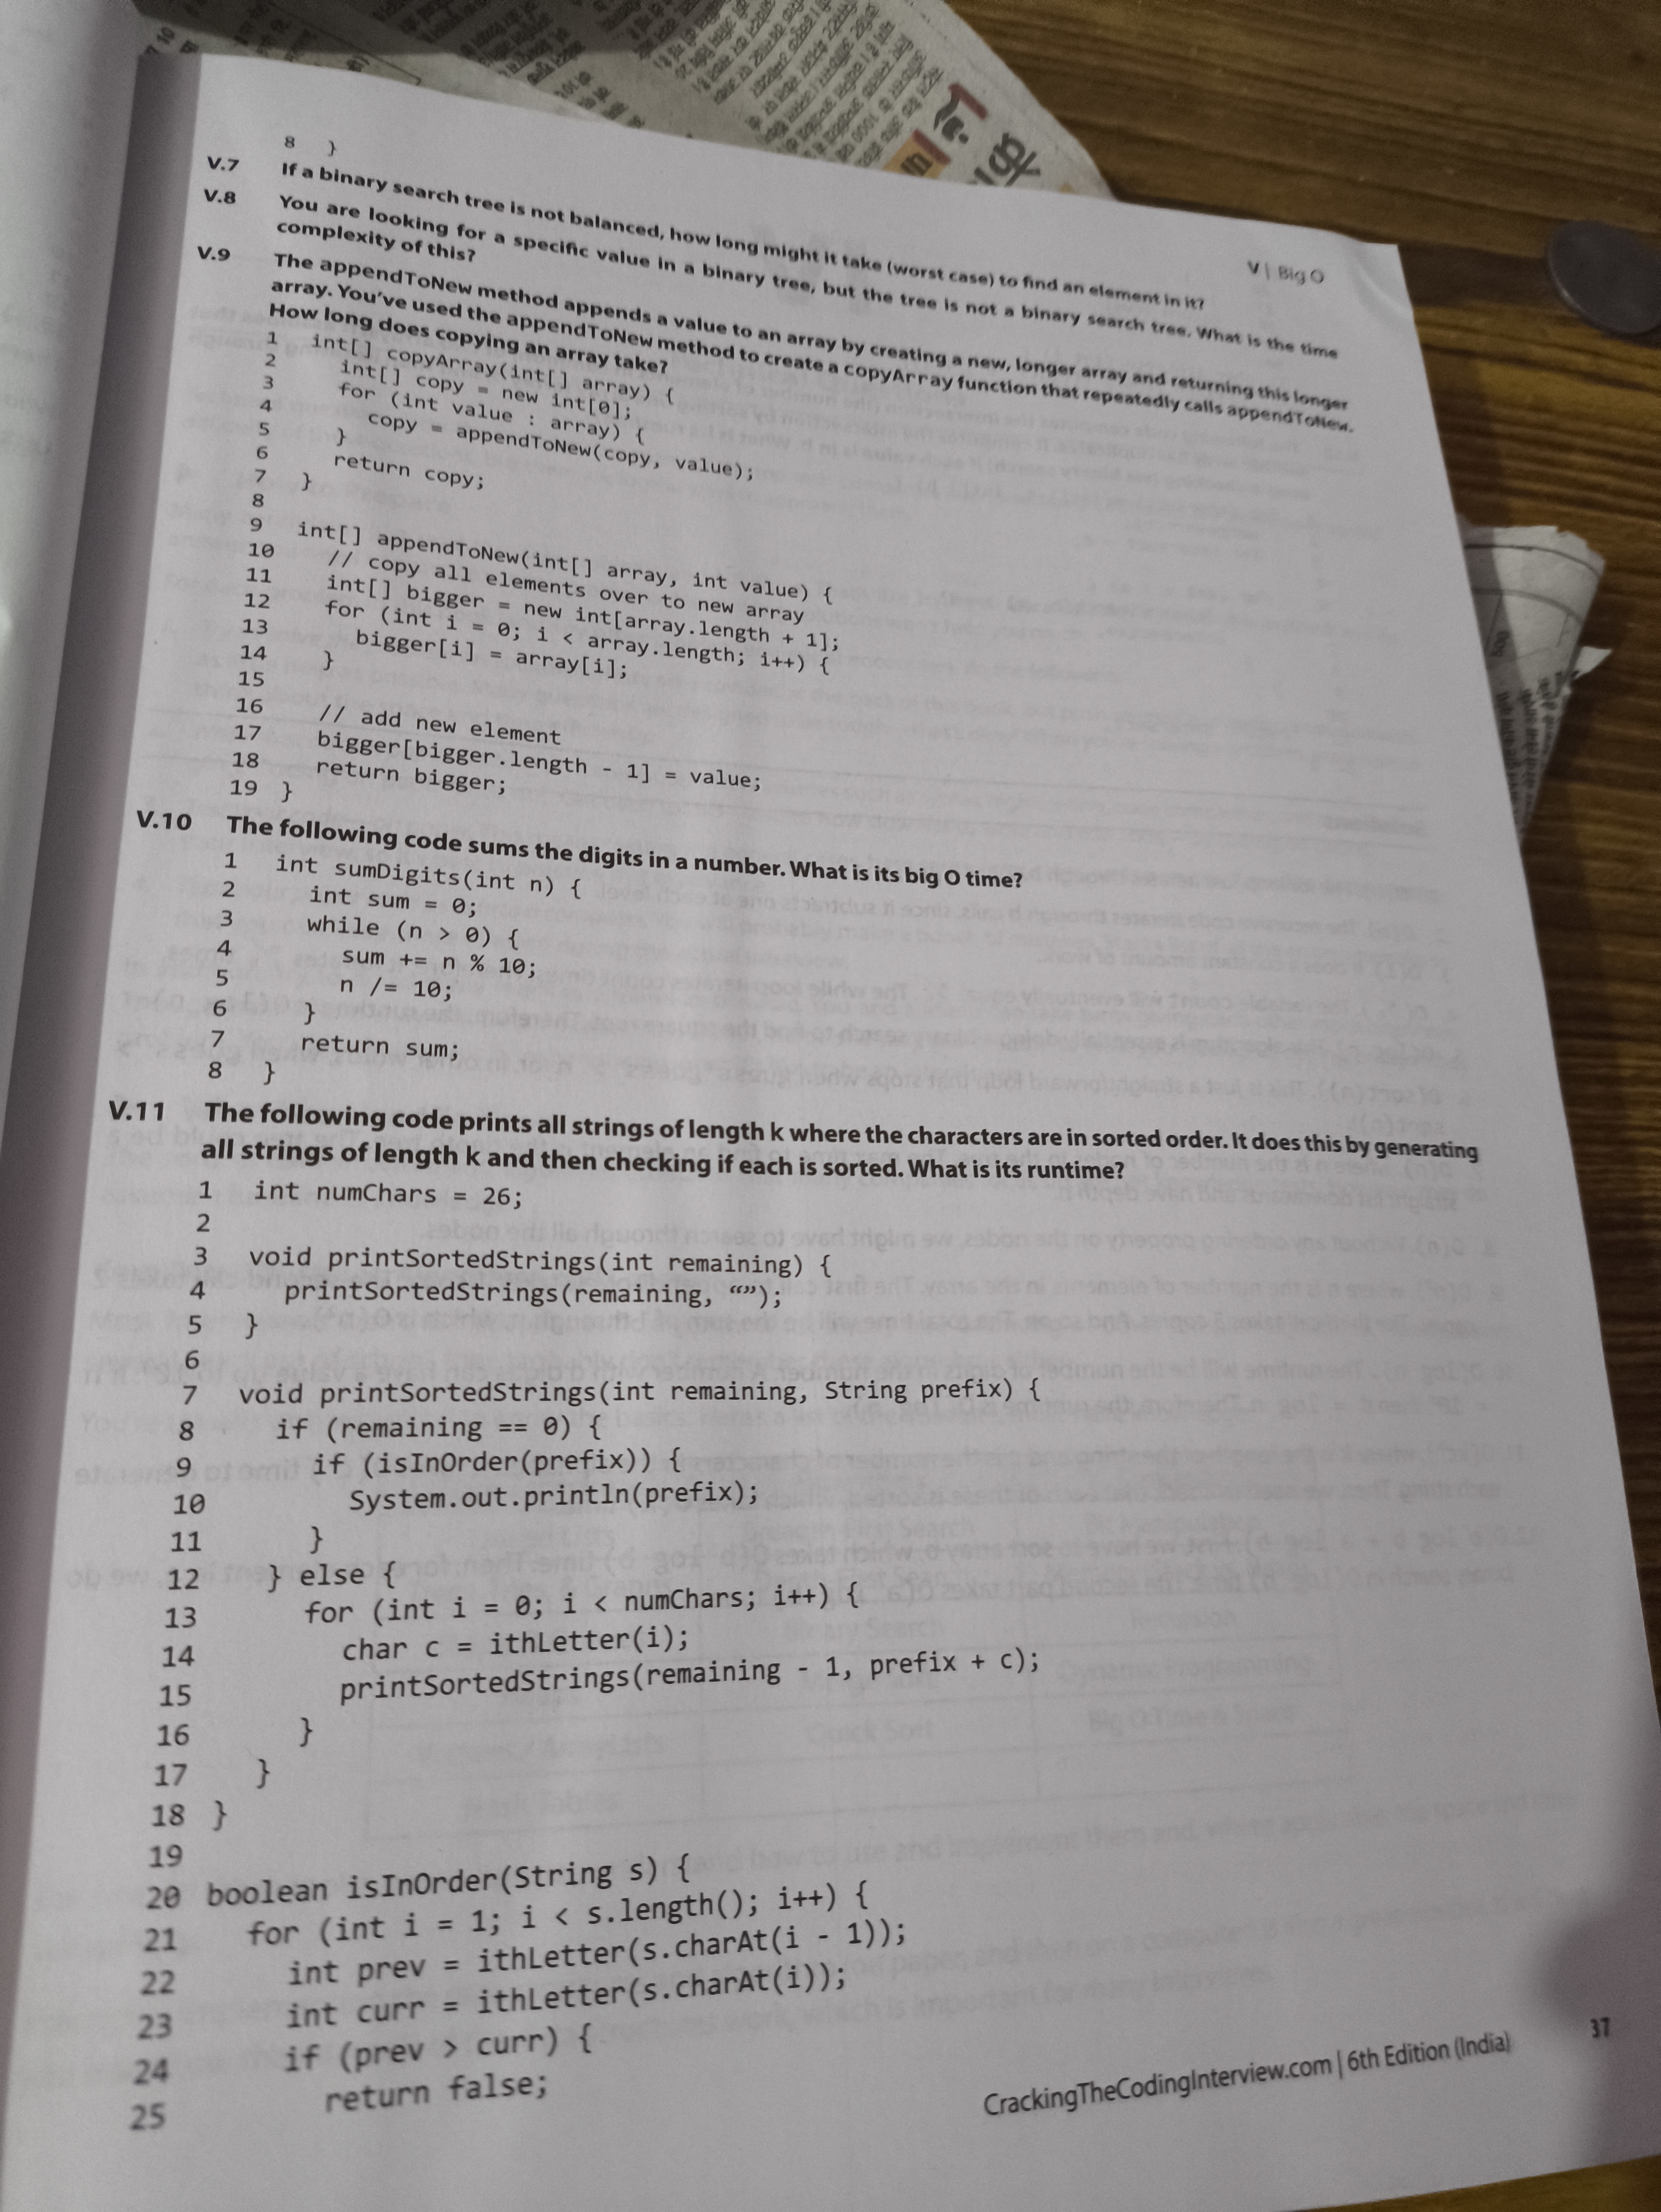 V | Big O
8 }
V.7 If a binary search tree is not balanced, how long might it take (worst case) to find an element in it?
V.8 You are looking for a specific value in a binary tree, but the tree is not a binary search tree. What is the time
complexity of this?
V.9 The appendToNew method appends a value to an array by creating a new, longer array and returning this longer
array. You've used the appendToNew method to create a copyArray function that repeatedly calls appendToNew.
How long does copying an array take?
1 int[] copyArray(int[] array) {
2 int[] copy = new int[0];
3 for (int value : array) {
4 copy = appendToNew(copy, value);
5 }
6 return copy;
7 }
8
9 int[] appendToNew(int[] array, int value) {
10 // copy all elements over to new array
11 int[] bigger = new int[array.length + 1];
12 for (int i = 0; i < array.length; i++) {
13 bigger[i] = array[i];
14 }
15
16 // add new element
17 bigger[bigger.length - 1] = value;
18 return bigger;
19 }
V.10 The following code sums the digits in a number. What is its big O time?
1 int sumDigits(int n) {
2 int sum = 0;
3 while (n > 0) {
4 sum += n % 10;
5 n /= 10;
6 }
7 return sum;
8 }
V.11 The following code prints all strings of length k where the characters are in sorted order. It does this by generating
all strings of length k and then checking if each is sorted. What is its runtime?
1 int numChars = 26;
2
3 void printSortedStrings(int remaining) {
4 printSortedStrings(remaining, “”);
5 }
6
7 void printSortedStrings(int remaining, String prefix) {
8 if (remaining == 0) {
9 if (isInOrder(prefix)) {
10 System.out.println(prefix);
11 }
12 } else {
13 for (int i = 0; i < numChars; i++) {
14 char c = ithLetter(i);
15 printSortedStrings(remaining - 1, prefix + c);
16 }
17 }
18 }
19
20 boolean isInOrder(String s) {
21 for (int i = 1; i < s.length(); i++) {
22 int prev = ithLetter(s.charAt(i - 1));
23 int curr = ithLetter(s.charAt(i));
24 if (prev > curr) {
25 return false;
CrackingTheCodingInterview.com | 6th Edition (India) 37